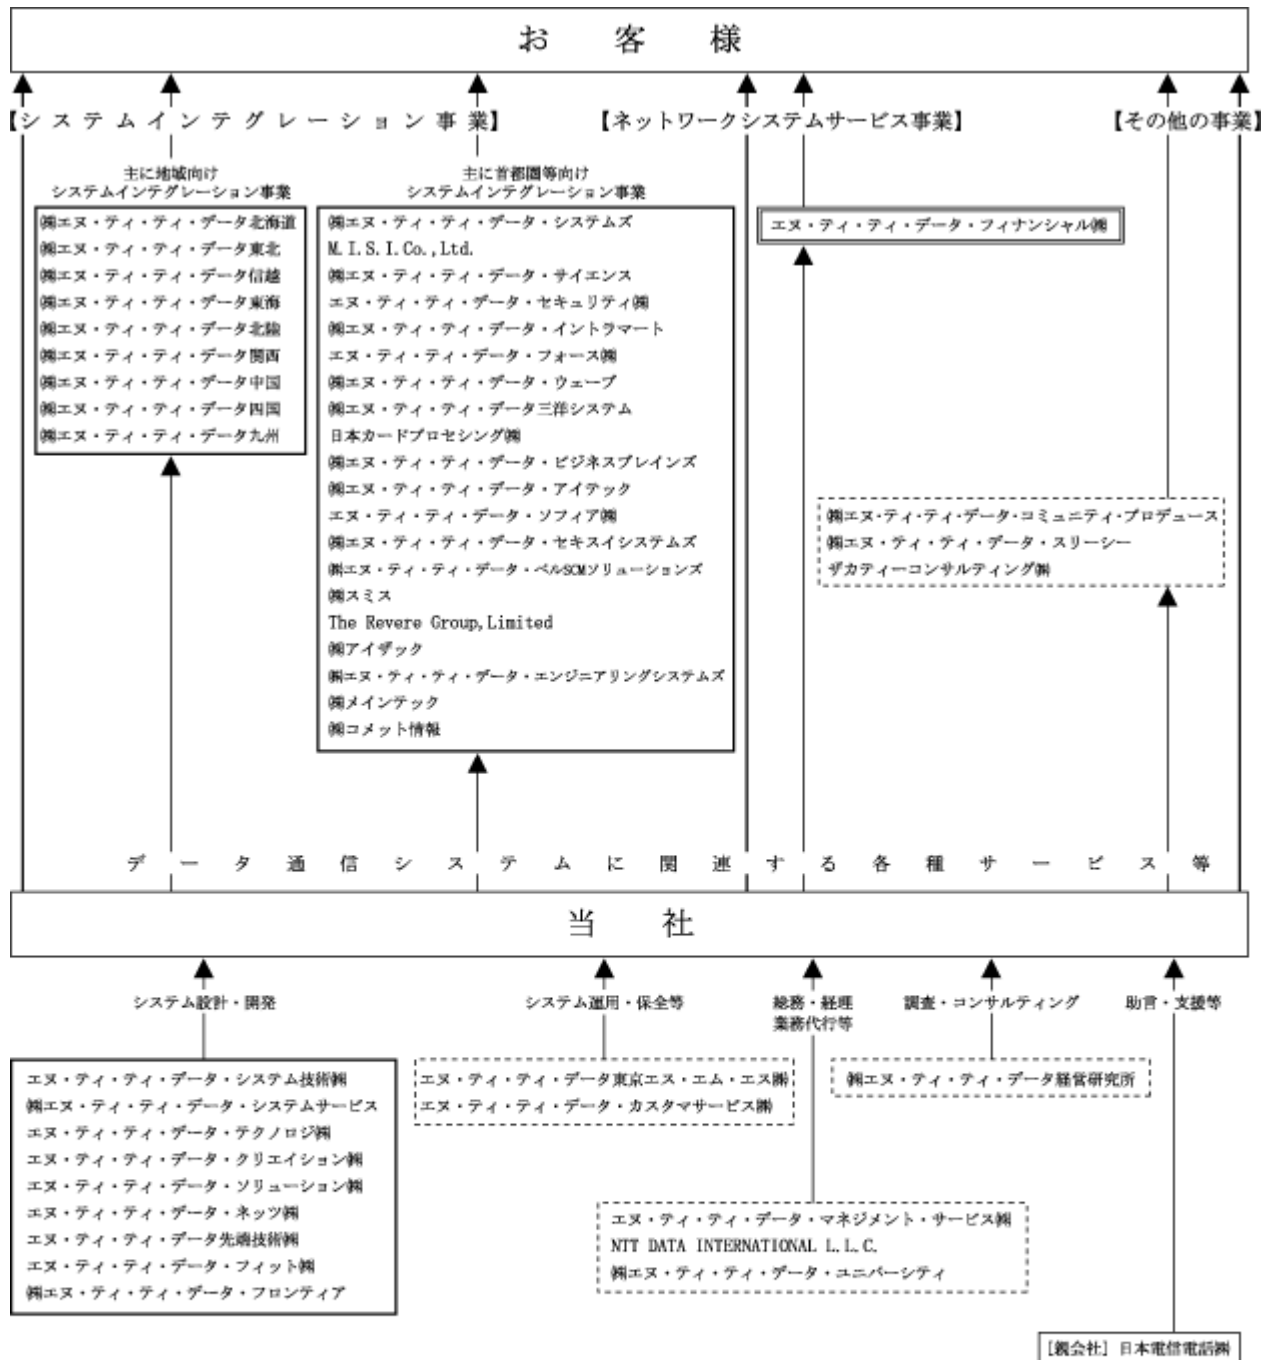 お客様
【システムインテグレーション事業】
【ネットワークシステムサービス事業】
【その他の事業】
主に地域向け
システムインテグレーション事業
㈱エヌ・ティ・ティ・データ北海道
㈱エヌ・ティ・ティ・データ東北
㈱エヌ・ティ・ティ・データ信越
㈱エヌ・ティ・ティ・データ東海
㈱エヌ・ティ・ティ・データ北陸
㈱エヌ・ティ・ティ・データ関西
㈱エヌ・ティ・ティ・データ中国
㈱エヌ・ティ・ティ・データ四国
㈱エヌ・ティ・ティ・データ九州
主に首都圏等向け
システムインテグレーション事業
㈱エヌ・ティ・ティ・データ・システムズ
M.I.S.I.Co.,Ltd.
㈱エヌ・ティ・ティ・データ・サイエンス
エヌ・ティ・ティ・データ・セキュリティ㈱
㈱エヌ・ティ・ティ・データ・イントラマート
エヌ・ティ・ティ・データ・フォース㈱
㈱エヌ・ティ・ティ・データ・ウェーブ
㈱エヌ・ティ・ティ・データ三洋システム
日本カードプロセシング㈱
㈱エヌ・ティ・ティ・データ・ビジネスブレインズ
㈱エヌ・ティ・ティ・データ・アイテック
エヌ・ティ・ティ・データ・ソフィア㈱
㈱エヌ・ティ・ティ・データ・セキスイシステムズ
㈱エヌ・ティ・ティ・データ・ベルSCMソリューションズ
㈱スミス
The Revere Group,Limited
㈱アイザック
㈱エヌ・ティ・ティ・データ・エンジニアリングシステムズ
㈱メインテック
㈱コメット情報
エヌ・ティ・ティ・データ・フィナンシャル㈱
㈱エヌ・ティ・ティ・データ・コミュニティ・プロデュース
㈱エヌ・ティ・ティ・データ・スリーシー
ザカティーコンサルティング㈱
データ通信システムに関連する各種サービス等
当社
システム設計・開発
エヌ・ティ・ティ・データ・システム技術㈱
㈱エヌ・ティ・ティ・データ・システムサービス
エヌ・ティ・ティ・データ・テクノロジ㈱
エヌ・ティ・ティ・データ・クリエイション㈱
エヌ・ティ・ティ・データ・ソリューション㈱
エヌ・ティ・ティ・データ・ネッツ㈱
エヌ・ティ・ティ・データ先端技術㈱
エヌ・ティ・ティ・データ・フィット㈱
㈱エヌ・ティ・ティ・データ・フロンティア
システム運用・保全等
エヌ・ティ・ティ・データ東京エス・エム・エス㈱
エヌ・ティ・ティ・データ・カスタマサービス㈱
総務・経理
業務代行等
エヌ・ティ・ティ・データ・マネジメント・サービス㈱
NTT DATA INTERNATIONAL L.L.C.
㈱エヌ・ティ・ティ・データ・ユニバーシティ
調査・コンサルティング
㈱エヌ・ティ・ティ・データ経営研究所
助言・支援等
[親会社] 日本電信電話㈱